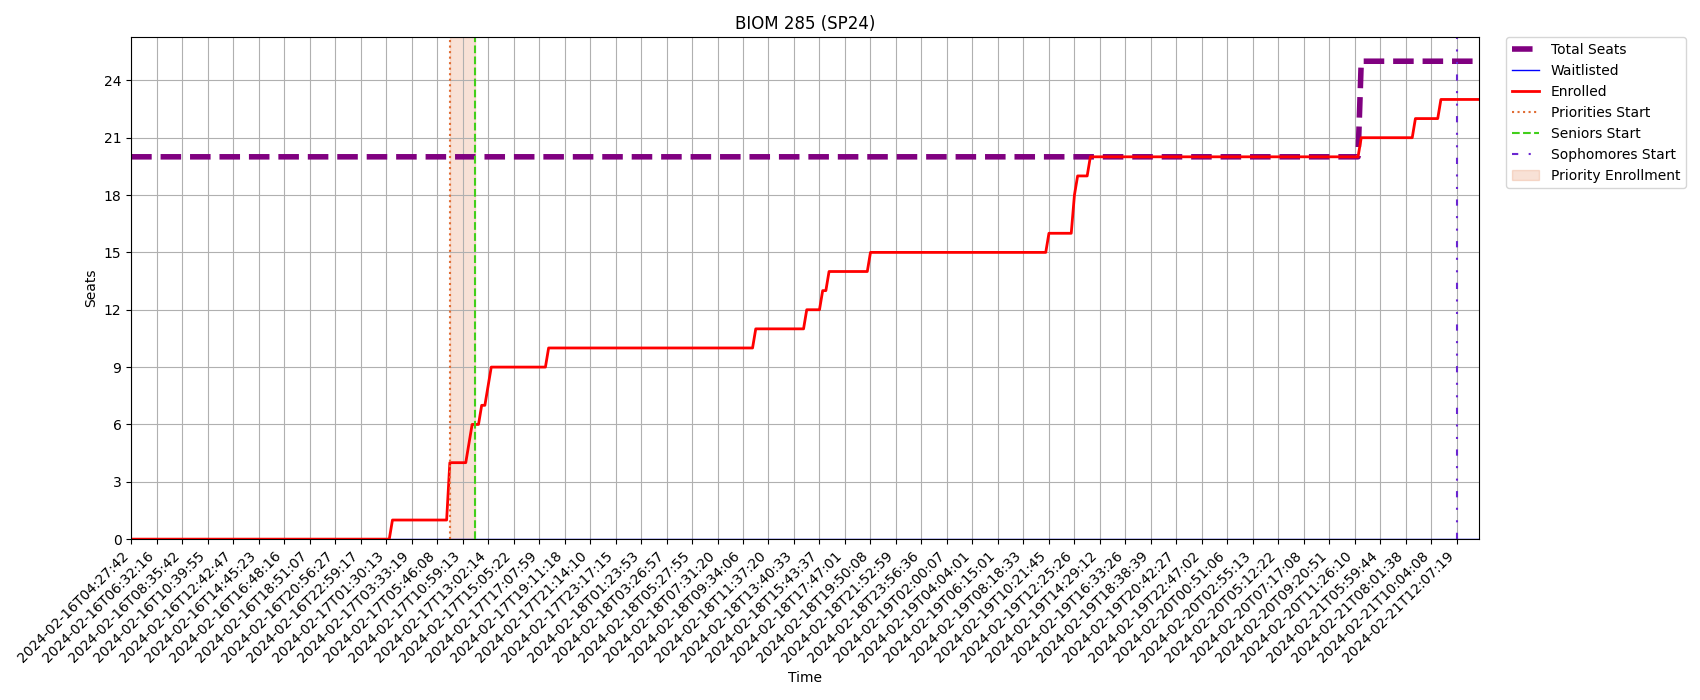 BIOM 285 (SP24)
Total Seats
Waitlisted
Enrolled
Priorities Start
Seniors Start
Sophomores Start
Priority Enrollment
Seats
24
21
18
15
12
9
6
3
0
2024-02-16T04:27:42
2024-02-16T06:32:16
2024-02-16T08:35:42
2024-02-16T10:39:55
2024-02-16T12:42:47
2024-02-16T14:45:23
2024-02-16T16:48:16
2024-02-16T18:51:07
2024-02-16T20:56:27
2024-02-16T22:59:17
2024-02-17T01:30:13
2024-02-17T03:33:19
2024-02-17T05:46:08
2024-02-17T10:59:13
2024-02-17T13:02:14
2024-02-17T15:05:22
2024-02-17T17:07:59
2024-02-17T19:11:18
2024-02-17T21:14:10
2024-02-17T23:17:15
2024-02-18T01:23:53
2024-02-18T03:26:57
2024-02-18T05:27:55
2024-02-18T07:31:20
2024-02-18T09:34:06
2024-02-18T11:37:20
2024-02-18T13:40:33
2024-02-18T15:43:37
2024-02-18T17:47:01
2024-02-18T19:50:08
2024-02-18T21:52:59
2024-02-18T23:56:36
2024-02-19T02:00:07
2024-02-19T04:04:01
2024-02-19T06:15:01
2024-02-19T08:18:33
2024-02-19T10:21:45
2024-02-19T12:25:26
2024-02-19T14:29:12
2024-02-19T16:33:26
2024-02-19T18:38:39
2024-02-19T20:42:27
2024-02-19T22:47:02
2024-02-20T00:51:06
2024-02-20T02:55:13
2024-02-20T05:12:22
2024-02-20T07:17:08
2024-02-20T09:20:51
2024-02-20T11:26:10
2024-02-21T05:59:44
2024-02-21T08:01:38
2024-02-21T10:04:08
2024-02-21T12:07:19
Time